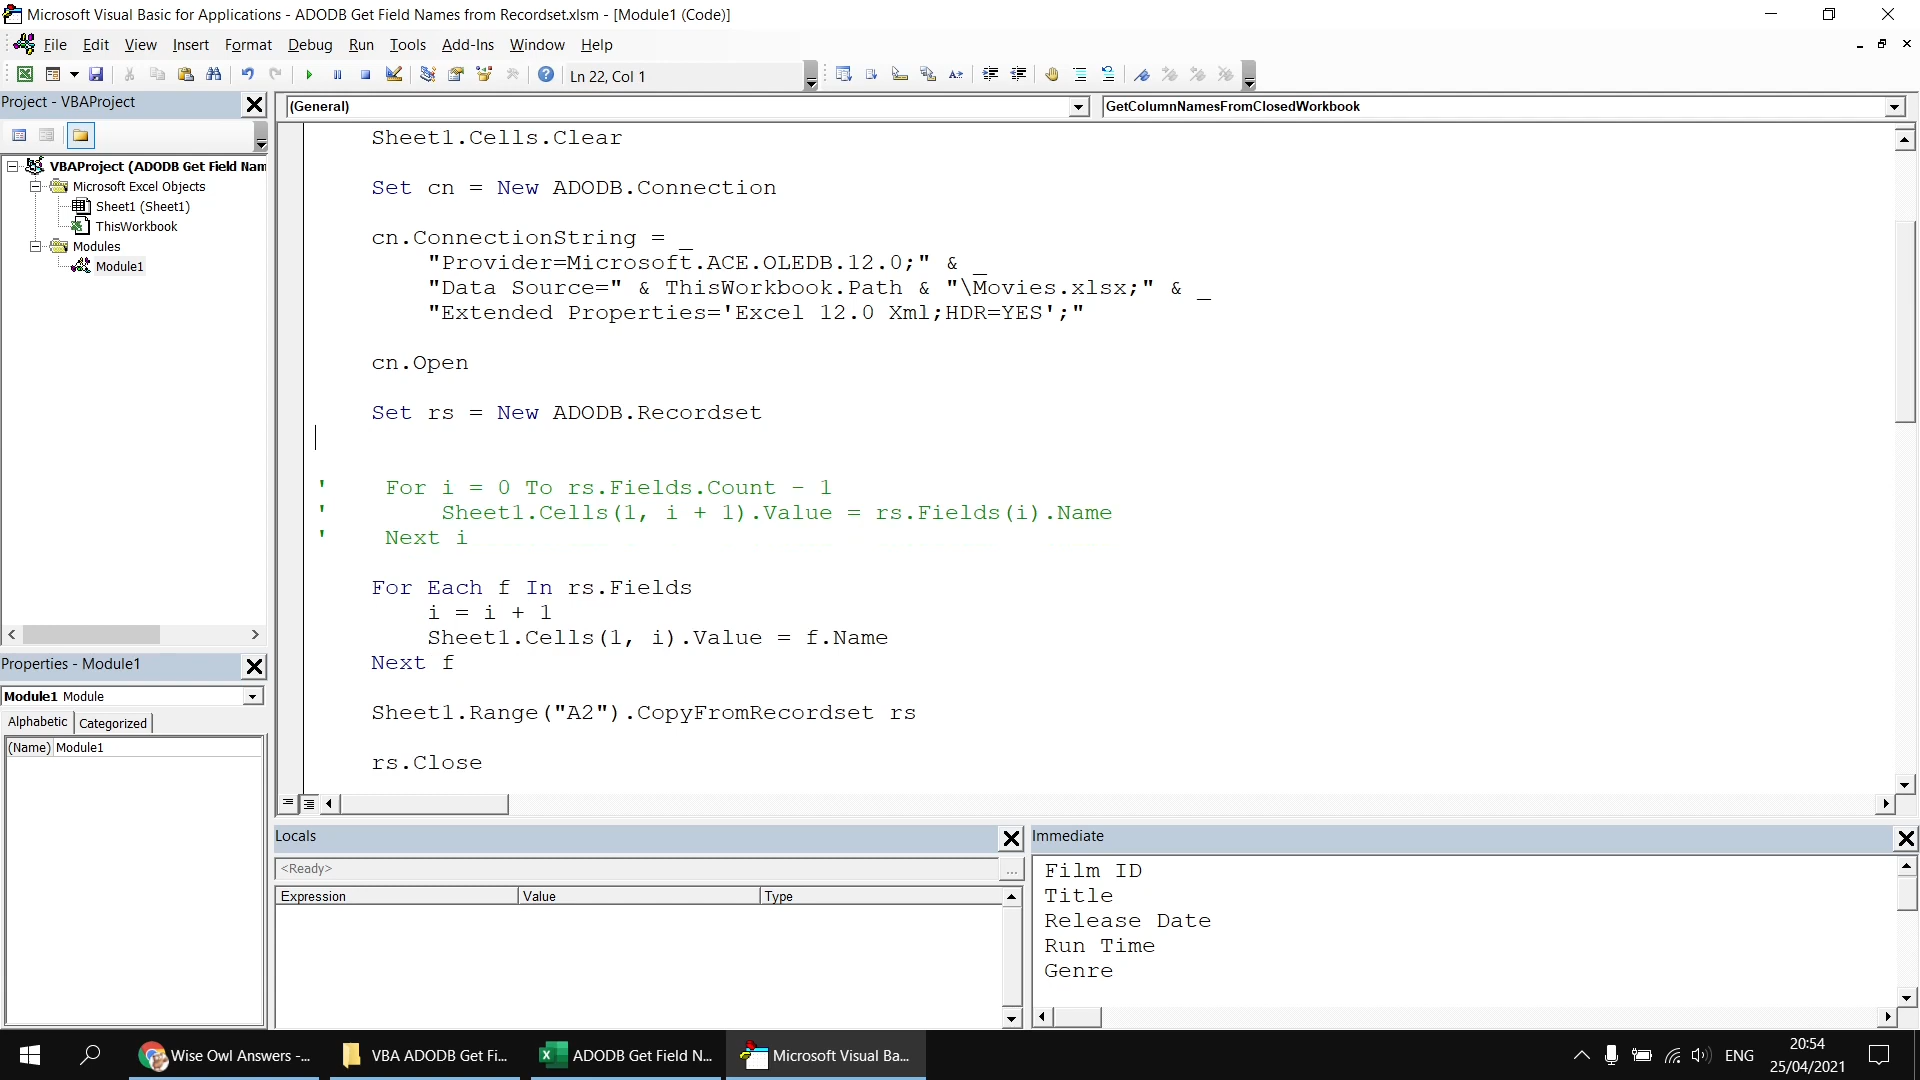 Microsoft Visual Basic for Applications - ADODB Get Field Names from Recordset.xlsm - [Module1 (Code)]
File Edit View Insert Format Debug Run Tools Add-Ins Window Help
Ln 22, Col 1
Project - VBAProject
(General)
GetColumnNamesFromClosedWorkbook
VBAProject (ADODB Get Field Nam
Microsoft Excel Objects
Sheet1 (Sheet1)
ThisWorkbook
Modules
Module1
Sheet1.Cells.Clear
Set cn = New ADODB.Connection
cn.ConnectionString = _
"Provider=Microsoft.ACE.OLEDB.12.0;" & _
"Data Source=" & ThisWorkbook.Path & "\Movies.xlsx;" & _
"Extended Properties='Excel 12.0 Xml;HDR=YES';"
cn.Open
Set rs = New ADODB.Recordset
' For i = 0 To rs.Fields.Count - 1
' Sheet1.Cells(1, i + 1).Value = rs.Fields(i).Name
' Next i
For Each f In rs.Fields
i = i + 1
Sheet1.Cells(1, i).Value = f.Name
Next f
Sheet1.Range("A2").CopyFromRecordset rs
rs.Close
Properties - Module1
Module1 Module
Alphabetic Categorized
(Name) Module1
Locals
<Ready>
...
Expression Value Type
Immediate
Film ID
Title
Release Date
Run Time
Genre
Wise Owl Answers -...
VBA ADODB Get Fi...
ADODB Get Field N...
Microsoft Visual Ba...
ENG
20:54
25/04/2021